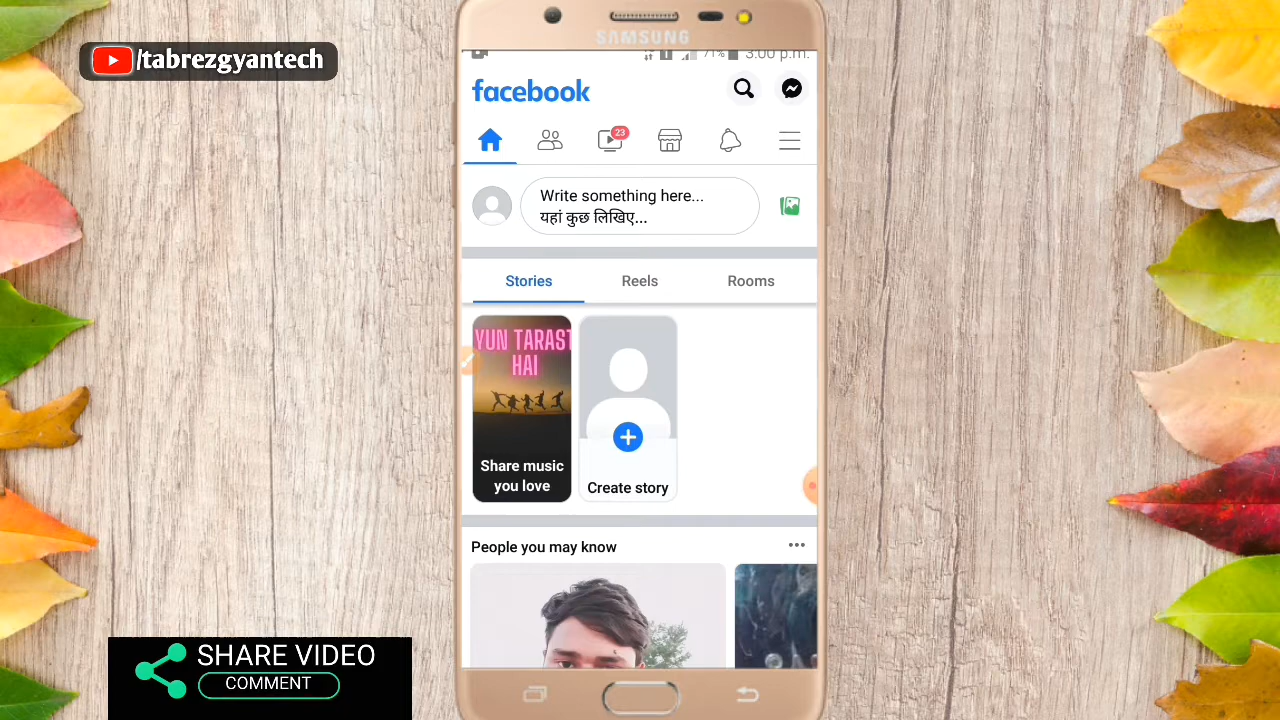 /tabrezgyantech
SAMSUNG
71% 3:00 p.m.
facebook
23
Write something here...
यहां कुछ लिखिए...
Stories Reels Rooms
YUN TARAST
HAI
Share music
you love
Create story
People you may know
SHARE VIDEO
COMMENT